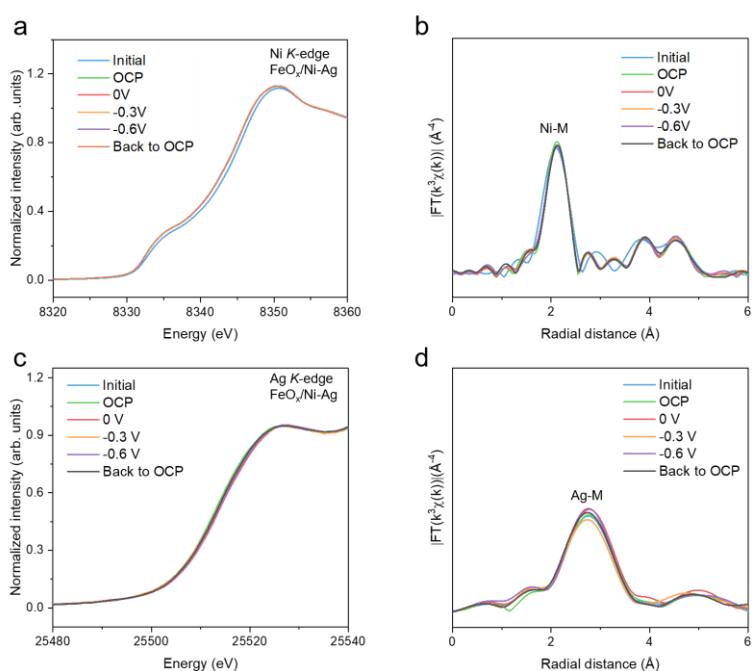 a
Normalized intensity (arb .units)
1.2
0.8
0.4
0.0
Initial
OCP
0V
-0.3V
-0.6V
Back to OCP
Ni K-edge
FeOₓ/Ni-Ag
8320 8330 8340 8350 8360
Energy (eV)
b
|FT(k³χ(k))| (Å⁻⁴)
Initial
OCP
0V
-0.3V
-0.6V
Back to OCP
Ni-M
0 2 4 6
Radial distance (Å)
c
Normalized intensity (arb. units)
1.2
0.9
0.6
0.3
0.0
Initial
OCP
0 V
-0.3 V
-0.6 V
Back to OCP
Ag K-edge
FeOₓ/Ni-Ag
25480 25500 25520 25540
Energy (eV)
d
|FT(k³χ(k))|(Å⁻⁴)
Initial
OCP
0 V
-0.3 V
-0.6 V
Back to OCP
Ag-M
0 2 4 6
Radial distance (Å)